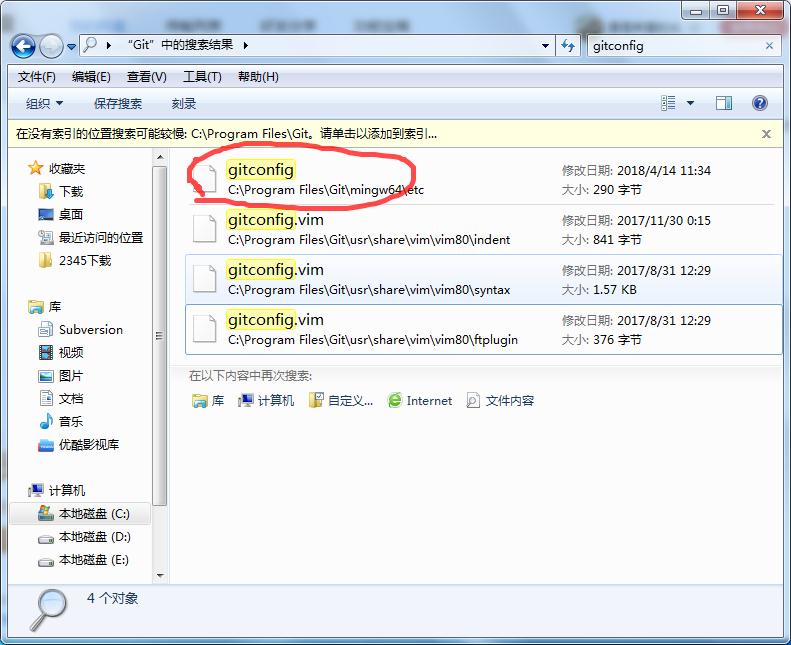 “Git”中的搜索结果
gitconfig
文件(F) 编辑(E) 查看(V) 工具(T) 帮助(H)
组织 保存搜索 刻录
在没有索引的位置搜索可能较慢: C:\Program Files\Git。请单击以添加到索引...
收藏夹
下载
桌面
最近访问的位置
2345下载
库
Subversion
视频
图片
文档
音乐
优酷影视库
计算机
本地磁盘 (C:)
本地磁盘 (D:)
本地磁盘 (E:)
gitconfig
C:\Program Files\Git\mingw64\etc
修改日期: 2018/4/14 11:34
大小: 290 字节
gitconfig.vim
C:\Program Files\Git\usr\share\vim\vim80\indent
修改日期: 2017/11/30 0:15
大小: 841 字节
gitconfig.vim
C:\Program Files\Git\usr\share\vim\vim80\syntax
修改日期: 2017/8/31 12:29
大小: 1.57 KB
gitconfig.vim
C:\Program Files\Git\usr\share\vim\vim80\ftplugin
修改日期: 2017/8/31 12:29
大小: 376 字节
在以下内容中再次搜索:
库 计算机 自定义... Internet 文件内容
4 个对象